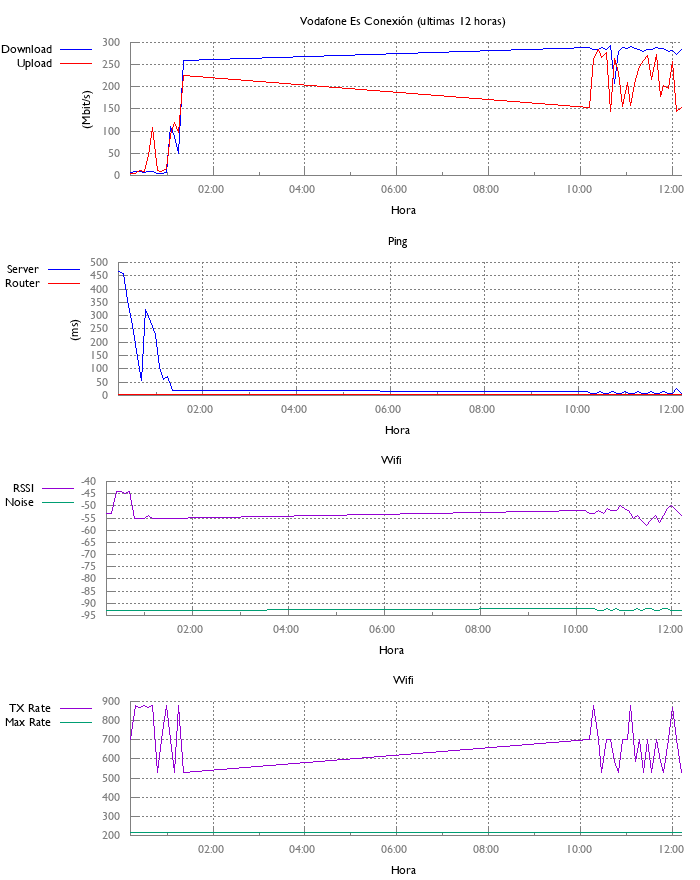 Vodafone Es Conexión (ultimas 12 horas)
Download
Upload
(Mbit/s)
300
250
200
150
100
50
0
02:00 04:00 06:00 08:00 10:00 12:00
Hora
Ping
Server
Router
(ms)
500
450
400
350
300
250
200
150
100
50
0
02:00 04:00 06:00 08:00 10:00 12:00
Hora
Wifi
RSSI
Noise
-40
-45
-50
-55
-60
-65
-70
-75
-80
-85
-90
-95
02:00 04:00 06:00 08:00 10:00 12:00
Hora
Wifi
TX Rate
Max Rate
900
800
700
600
500
400
300
200
02:00 04:00 06:00 08:00 10:00 12:00
Hora